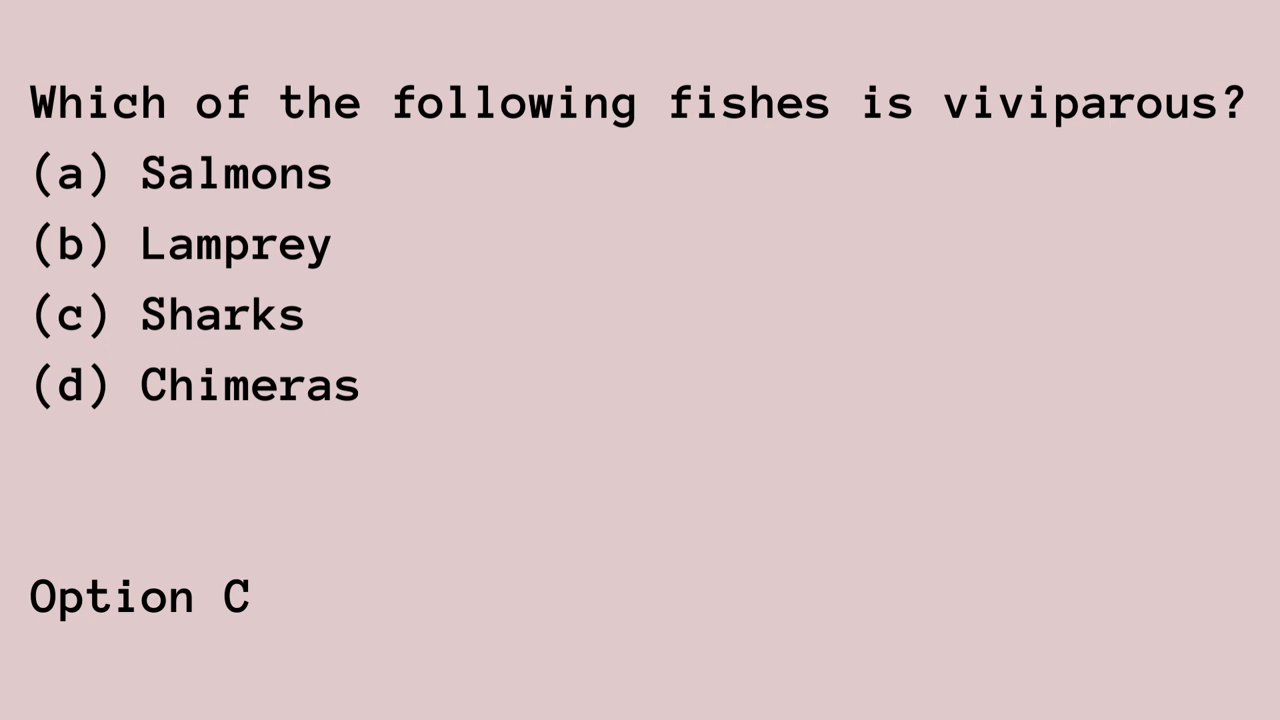 Which of the following fishes is viviparous?
(a) Salmons
(b) Lamprey
(c) Sharks
(d) Chimeras
Option C